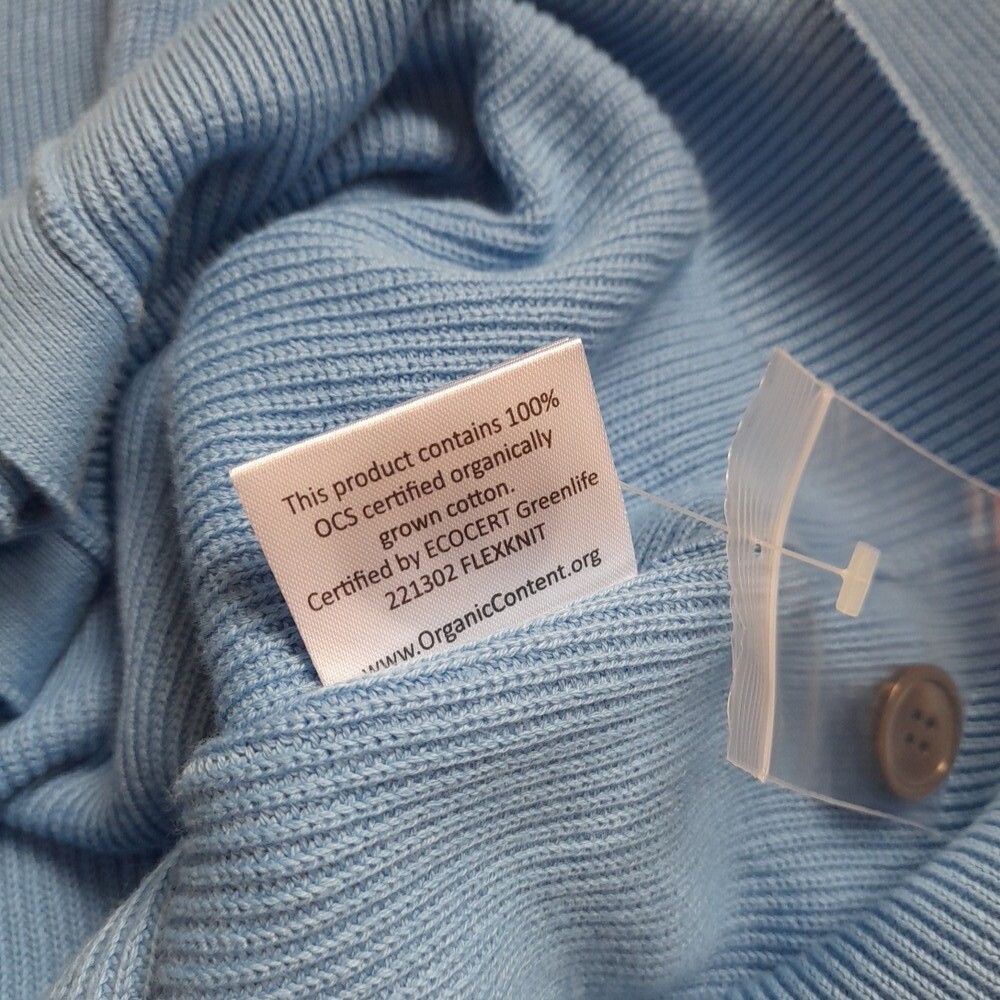 This product contains 100%
OCS certified organically
grown cotton.
Certified by ECOCERT Greenlife
221302 FLEXKNIT
www.OrganicContent.org